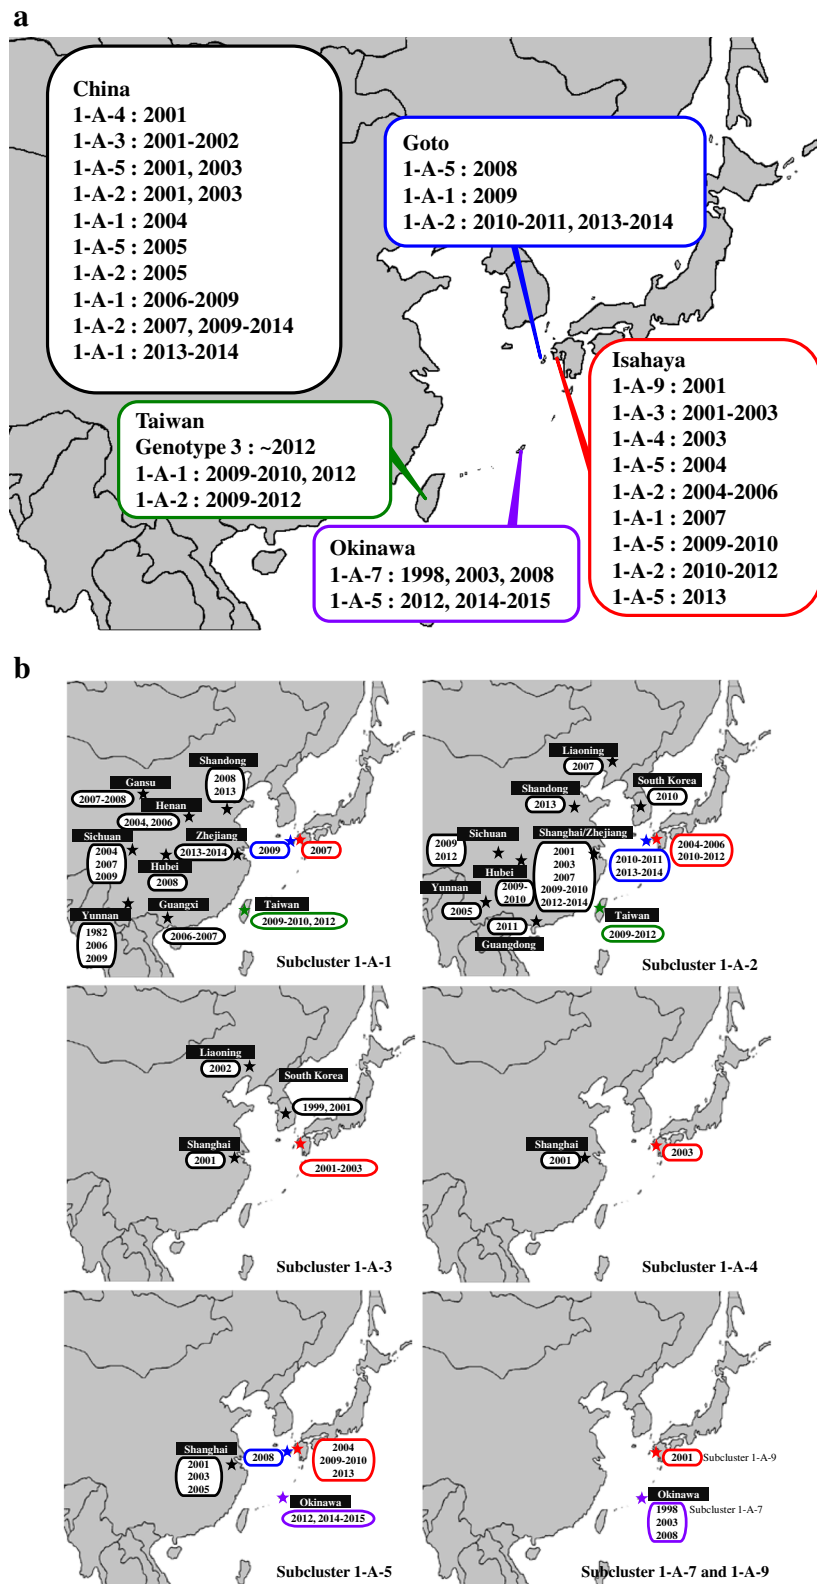 a
China
1-A-4 : 2001
1-A-3 : 2001-2002
1-A-5 : 2001, 2003
1-A-2 : 2001, 2003
1-A-1 : 2004
1-A-5 : 2005
1-A-2 : 2005
1-A-1 : 2006-2009
1-A-2 : 2007, 2009-2014
1-A-1 : 2013-2014
Goto
1-A-5 : 2008
1-A-1 : 2009
1-A-2 : 2010-2011, 2013-2014
Isahaya
1-A-9 : 2001
1-A-3 : 2001-2003
1-A-4 : 2003
1-A-5 : 2004
1-A-2 : 2004-2006
1-A-1 : 2007
1-A-5 : 2009-2010
1-A-2 : 2010-2012
1-A-5 : 2013
Taiwan
Genotype 3 : ~2012
1-A-1 : 2009-2010, 2012
1-A-2 : 2009-2012
Okinawa
1-A-7 : 1998, 2003, 2008
1-A-5 : 2012, 2014-2015
b
Shandong
2008
2013
Gansu
2007-2008
Henan
2004, 2006
Sichuan
2004
2007
2009
Zhejiang
2013-2014
2009
2007
Hubei
2008
Yunnan
1982
2006
2009
Guangxi
2006-2007
Taiwan
2009-2010, 2012
Subcluster 1-A-1
Liaoning
2007
South Korea
2010
Shandong
2013
Sichuan
2009
2012
Shanghai/Zhejiang
2001
2003
2007
2009-2010
2012-2014
2010-2011
2013-2014
2004-2006
2010-2012
Hubei
2009-
2010
Yunnan
2005
2011
Guangdong
Taiwan
2009-2012
Subcluster 1-A-2
Liaoning
2002
South Korea
1999, 2001
Shanghai
2001
2001-2003
Subcluster 1-A-3
Shanghai
2001
2003
Subcluster 1-A-4
Shanghai
2001
2003
2005
2008
2004
2009-2010
2013
Okinawa
2012, 2014-2015
Subcluster 1-A-5
2001
Subcluster 1-A-9
Okinawa
1998
2003
2008
Subcluster 1-A-7
Subcluster 1-A-7 and 1-A-9